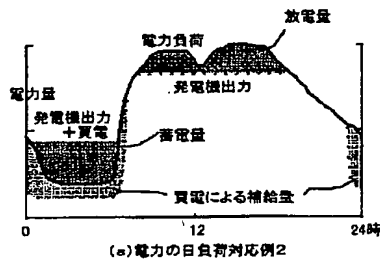 放電量
電力負荷
発電機出力
電力量
発電機出力
＋買電
蓄電量
買電による補給量
0
12
24時
(a)電力の日負荷対応例2